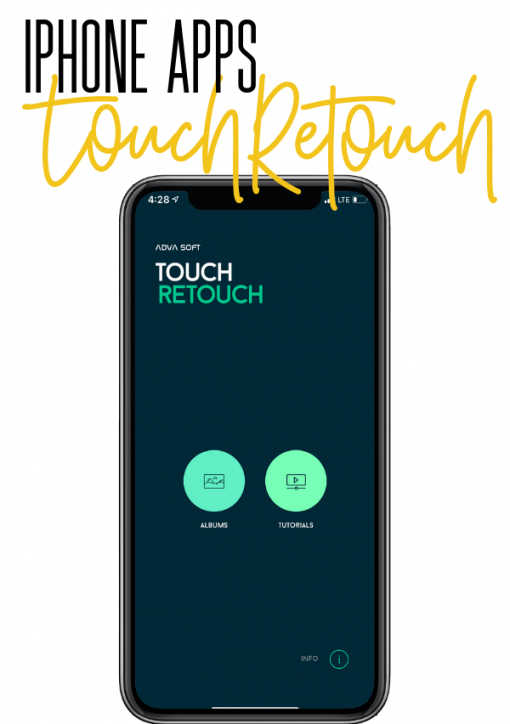 IPHONE APPS
touchRetouch
4:28 LTE
ADVA SOFT
TOUCH
RETOUCH
ALBUMS TUTORIALS
INFO i